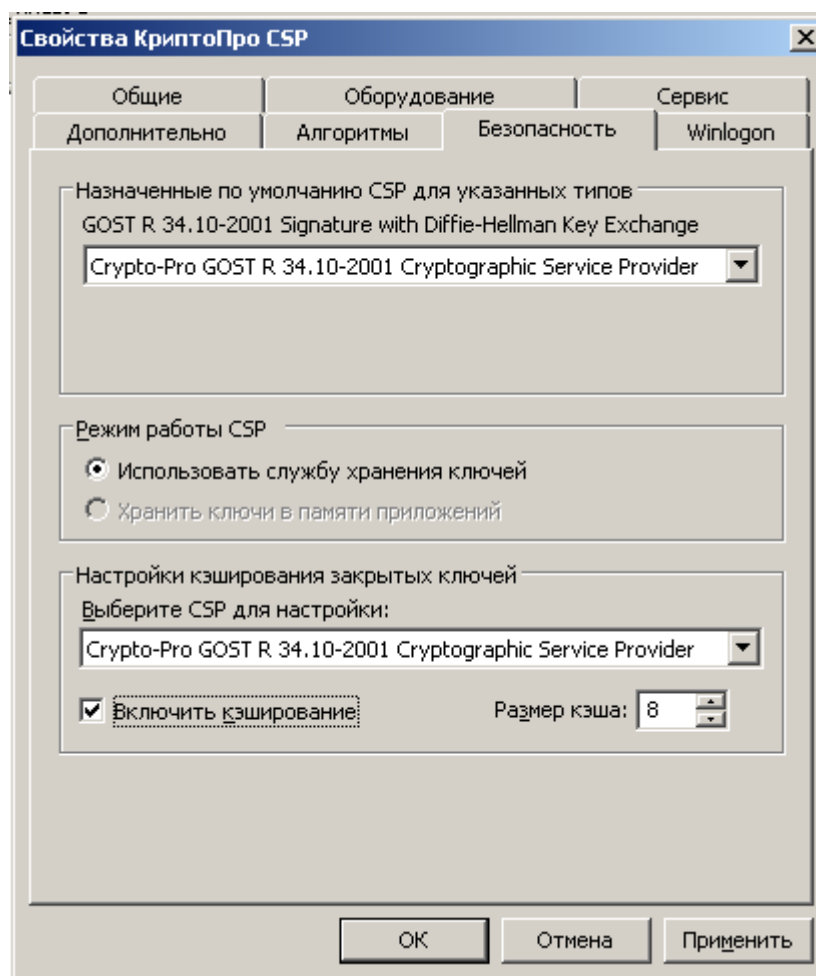 Свойства КриптоПро CSP
Общие Оборудование Сервис
Дополнительно Алгоритмы Безопасность Winlogon
Назначенные по умолчанию CSP для указанных типов
GOST R 34.10-2001 Signature with Diffie-Hellman Key Exchange
Crypto-Pro GOST R 34.10-2001 Cryptographic Service Provider
Режим работы CSP
Использовать службу хранения ключей
Хранить ключи в памяти приложений
Настройки кэширования закрытых ключей
Выберите CSP для настройки:
Crypto-Pro GOST R 34.10-2001 Cryptographic Service Provider
Включить кэширование Размер кэша: 8
ОК Отмена Применить